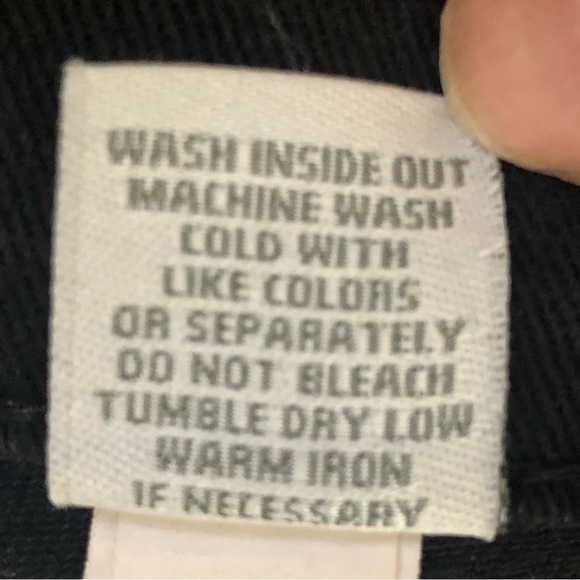 WASH INSIDE OUT
MACHINE WASH
COLD WITH
LIKE COLORS
OR SEPARATELY
DO NOT BLEACH
TUMBLE DRY LOW
WARM IRON
IF NECESSARY